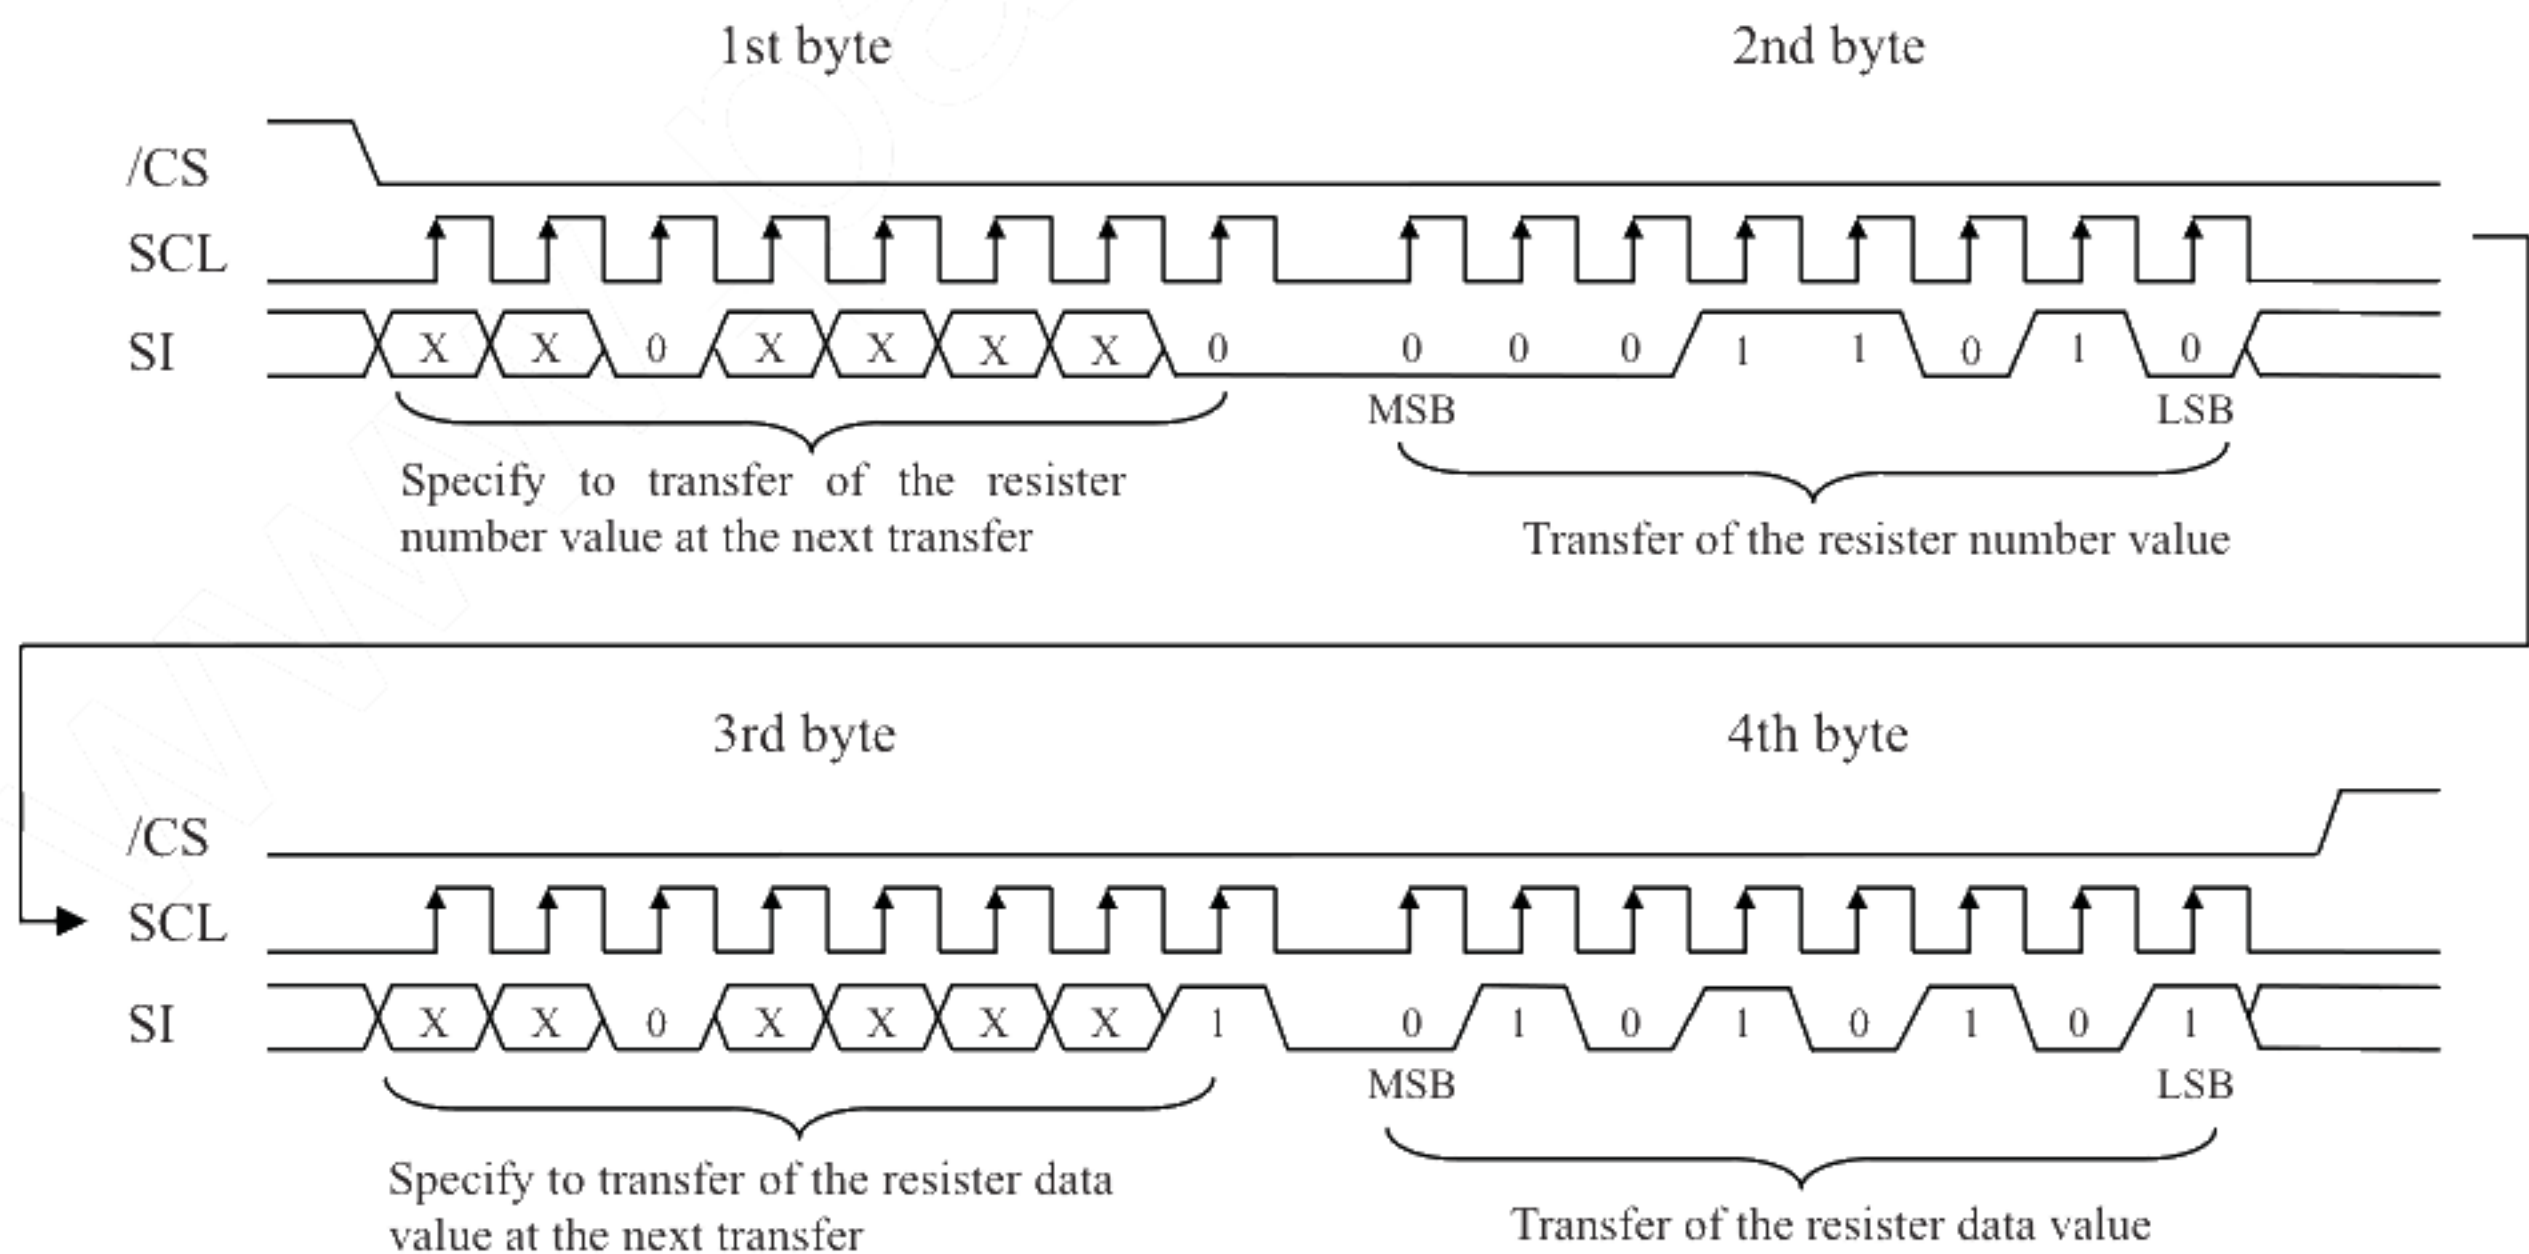 1st byte 2nd byte
/CS
SCL
SI X X 0 X X X X 0 0 0 0 1 1 0 1 0
MSB LSB
Specify to transfer of the resister
number value at the next transfer
Transfer of the resister number value
3rd byte 4th byte
/CS
SCL
SI X X 0 X X X X 1 0 1 0 1 0 1 0 1
MSB LSB
Specify to transfer of the resister data
value at the next transfer
Transfer of the resister data value